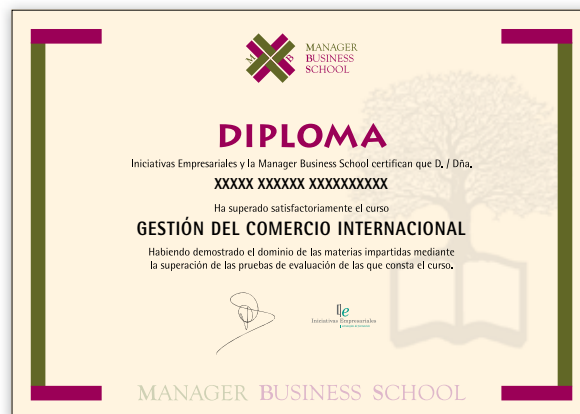 M B
MANAGER
BUSINESS
SCHOOL
DIPLOMA
Iniciativas Empresariales y la Manager Business School certifican que D. / Dña.
XXXXX XXXXXX XXXXXXXXXX
Ha superado satisfactoriamente el curso
GESTIÓN DEL COMERCIO INTERNACIONAL
Habiendo demostrado el dominio de las materias impartidas mediante
la superación de las pruebas de evaluación de las que consta el curso.
Iniciativas Empresariales
MANAGER BUSINESS SCHOOL